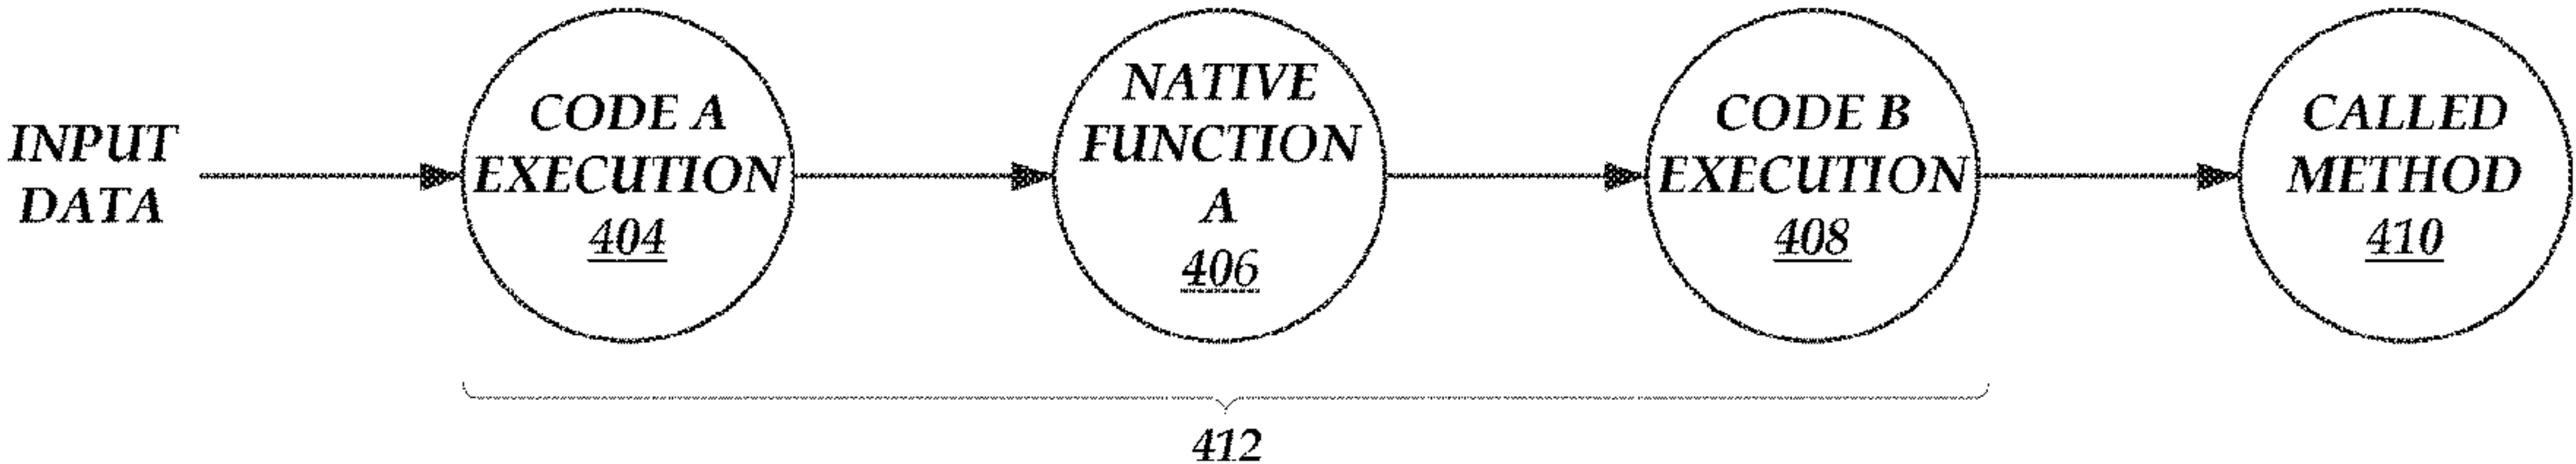 INPUT
DATA
CODE A
EXECUTION
404
NATIVE
FUNCTION
A
406
CODE B
EXECUTION
408
CALLED
METHOD
410
412